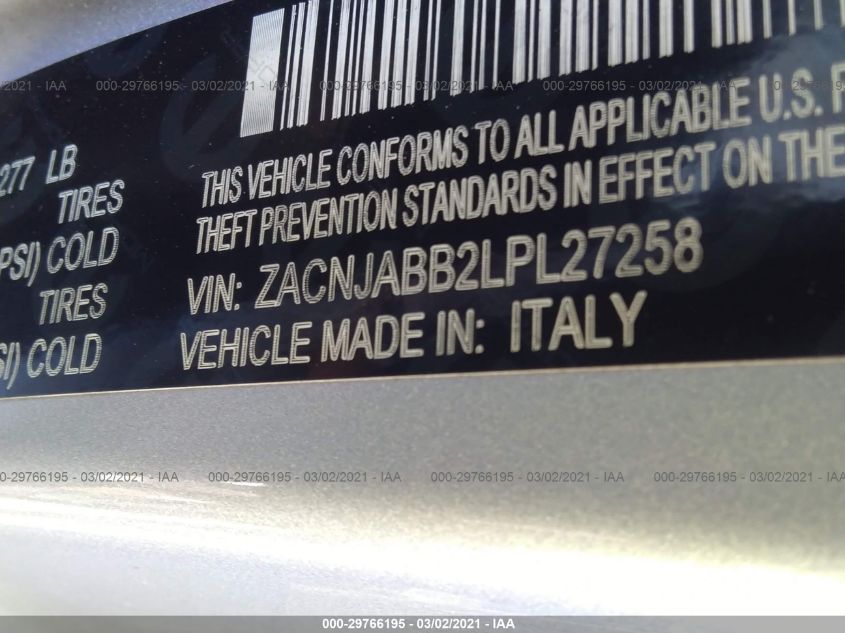 000-29766195 - 03/02/2021 - IAA
277 LB
TIRES
PSI) COLD
TIRES
SI) COLD
THIS VEHICLE CONFORMS TO ALL APPLICABLE U.S. F
THEFT PREVENTION STANDARDS IN EFFECT ON THE
VIN: ZACNJABB2LPL27258
VEHICLE MADE IN: ITALY
000-29766195 - 03/02/2021 - IAA
000-29766195 - 03/02/2021 - IAA